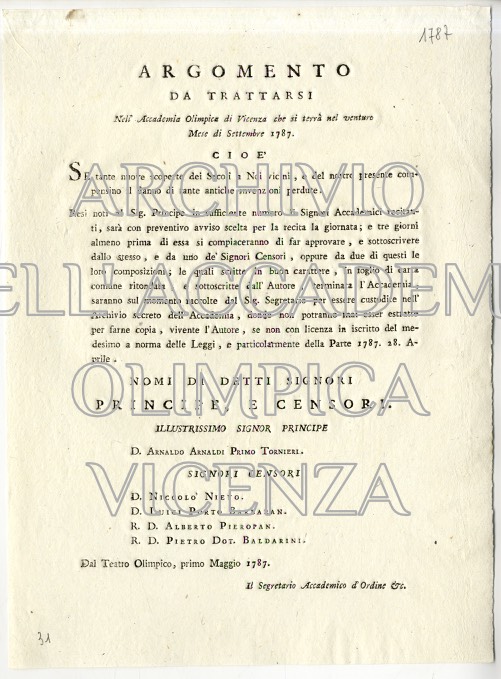 1787
ARGOMENTO
DA TRATTARSI
Nell' Accademia Olimpica di Vicenza che si terrà nel venturo
Mese di Settembre 1787.
CIOE'
SE tante nuove scoperte dei Secoli a Noi vicini, e del nostro presente com-
pensino il danno di tante antiche invenzioni perdute.
Resi noti al Sig. Principe in sufficiente numero i Signori Accademici recitan-
ti, sarà con preventivo avviso scelta per la recita la giornata; e tre giorni
almeno prima di essa si compiaceranno di far approvare, e sottoscrivere
dallo stesso, e da uno de' Signori Censori, oppure da due di questi le
loro composizioni; le quali scritte in buon carattere, in foglio di carta
comune ritondata, e sottoscritte dall' Autore, terminata l'Accademia,
saranno sul momento raccolte dal Sig. Segretario per essere custodite nell'
Archivio secreto dell' Accademia, donde non potranno mai esser estratte
per farne copia, vivente l'Autore, se non con licenza in iscritto del me-
desimo a norma delle Leggi, e particolarmente della Parte 1787. 28. A-
prile.
NOMI DI DETTI SIGNORI
PRINCIPE, E CENSORI.
ILLUSTRISSIMO SIGNOR PRINCIPE
D. ARNALDO ARNALDI PRIMO TORNIERI.
SIGNORI CENSORI
D. NICCOLO' NIEVO.
D. LUIGI PORTO BARBARAN.
R. D. ALBERTO PIEROPAN.
R. D. PIETRO DOT. BALDARINI.
Dal Teatro Olimpico, primo Maggio 1787.
Il Segretario Accademico d'Ordine &c.
31
ARCHIVIO
ELL'ACCADEM
OLIMPICA
VICENZA